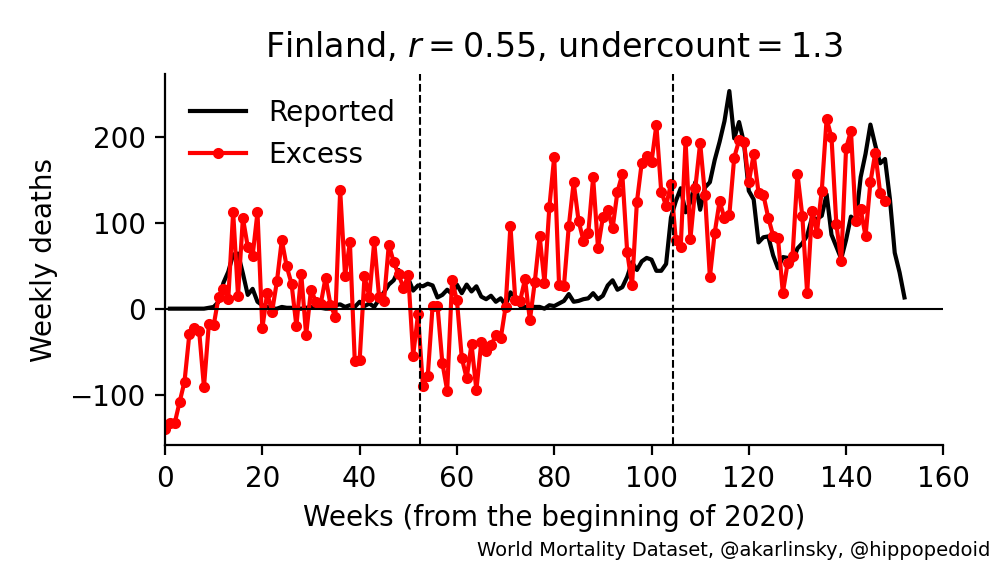 Finland, r = 0.55, undercount = 1.3
Reported
Excess
Weekly deaths
200
100
0
−100
0 20 40 60 80 100 120 140 160
Weeks (from the beginning of 2020)
World Mortality Dataset, @akarlinsky, @hippopedoid